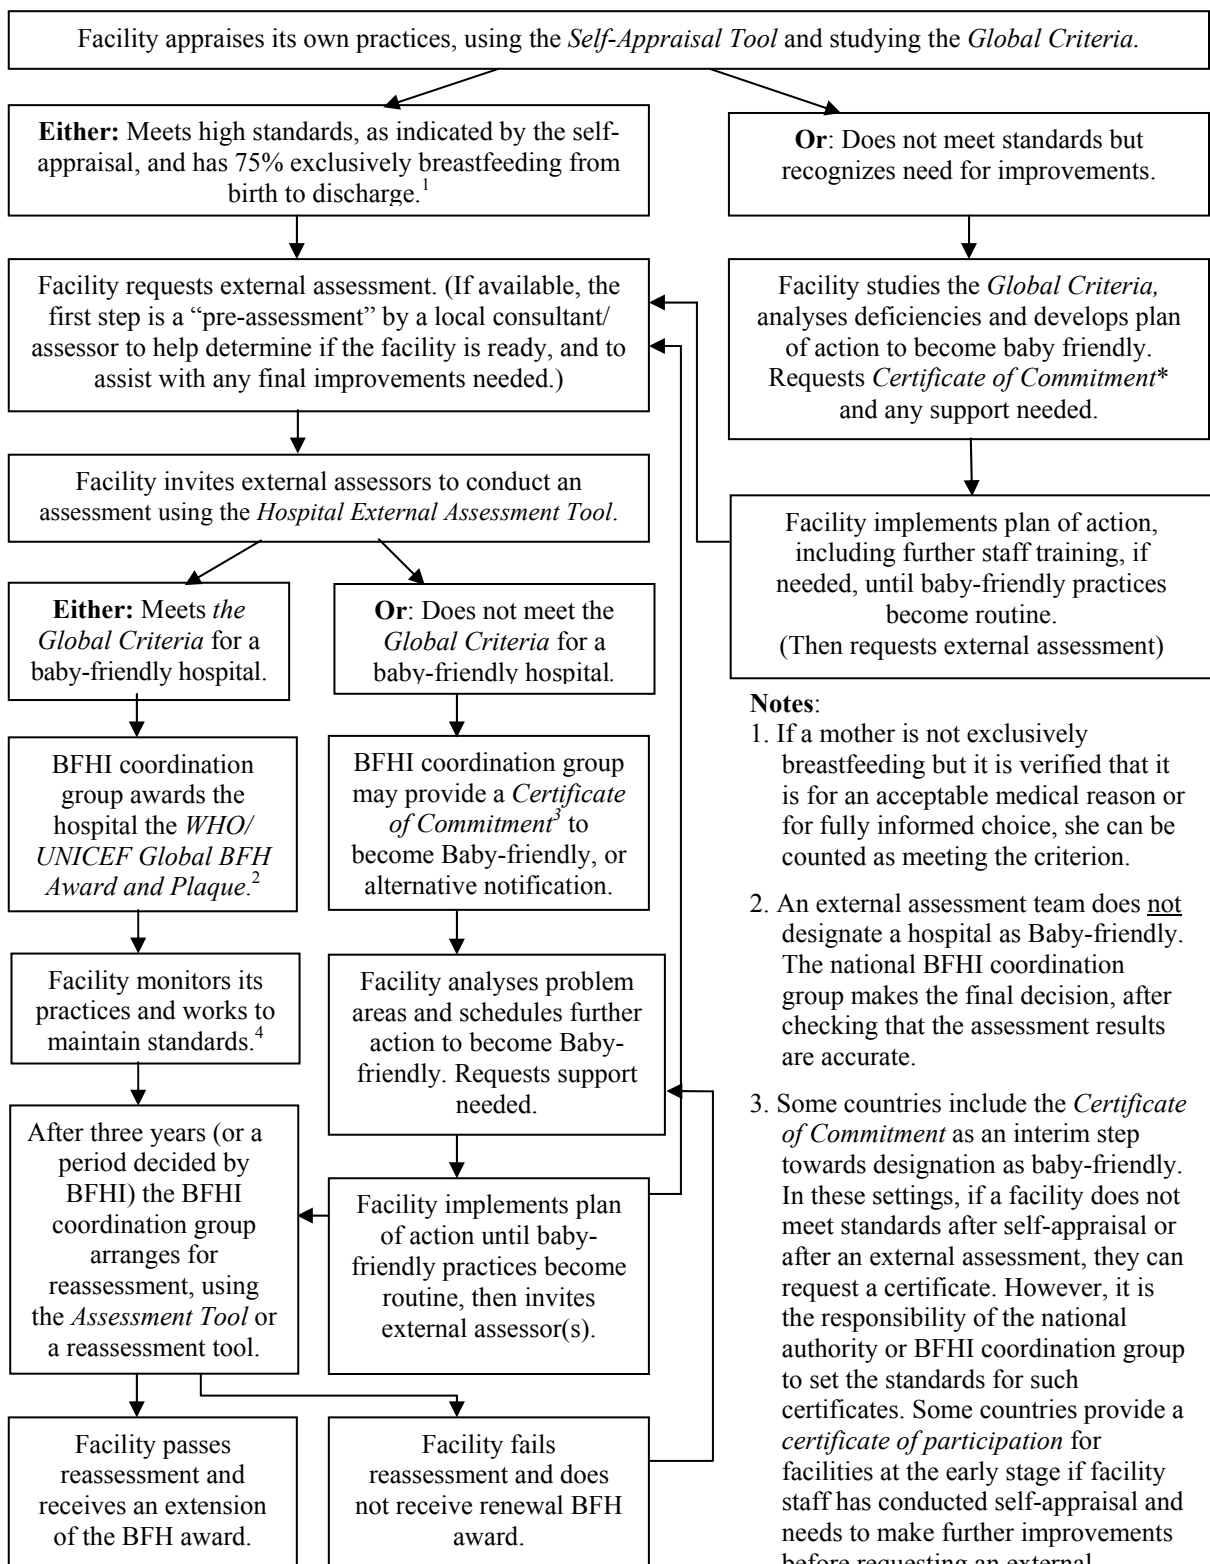 Facility appraises its own practices, using the Self-Appraisal Tool and studying the Global Criteria.
Either: Meets high standards, as indicated by the self-
appraisal, and has 75% exclusively breastfeeding from
birth to discharge.1
Or: Does not meet standards but
recognizes need for improvements.
Facility requests external assessment. (If available, the
first step is a “pre-assessment” by a local consultant/
assessor to help determine if the facility is ready, and to
assist with any final improvements needed.)
Facility studies the Global Criteria,
analyses deficiencies and develops plan
of action to become baby friendly.
Requests Certificate of Commitment*
and any support needed.
Facility invites external assessors to conduct an
assessment using the Hospital External Assessment Tool.
Facility implements plan of action,
including further staff training, if
needed, until baby-friendly practices
become routine.
(Then requests external assessment)
Either: Meets the
Global Criteria for a
baby-friendly hospital.
Or: Does not meet the
Global Criteria for a
baby-friendly hospital.
BFHI coordination
group awards the
hospital the WHO/
UNICEF Global BFH
Award and Plaque.2
BFHI coordination group
may provide a Certificate
of Commitment3 to
become Baby-friendly, or
alternative notification.
Facility monitors its
practices and works to
maintain standards.4
Facility analyses problem
areas and schedules further
action to become Baby-
friendly. Requests support
needed.
After three years (or a
period decided by
BFHI) the BFHI
coordination group
arranges for
reassessment, using
the Assessment Tool or
a reassessment tool.
Facility implements plan
of action until baby-
friendly practices become
routine, then invites
external assessor(s).
Facility passes
reassessment and
receives an extension
of the BFH award.
Facility fails
reassessment and does
not receive renewal BFH
award.
Notes:
1. If a mother is not exclusively
breastfeeding but it is verified that it
is for an acceptable medical reason or
for fully informed choice, she can be
counted as meeting the criterion.
2. An external assessment team does not
designate a hospital as Baby-friendly.
The national BFHI coordination
group makes the final decision, after
checking that the assessment results
are accurate.
3. Some countries include the Certificate
of Commitment as an interim step
towards designation as baby-friendly.
In these settings, if a facility does not
meet standards after self-appraisal or
after an external assessment, they can
request a certificate. However, it is
the responsibility of the national
authority or BFHI coordination group
to set the standards for such
certificates. Some countries provide a
certificate of participation for
facilities at the early stage if facility
staff has conducted self-appraisal and
needs to make further improvements
before requesting an external